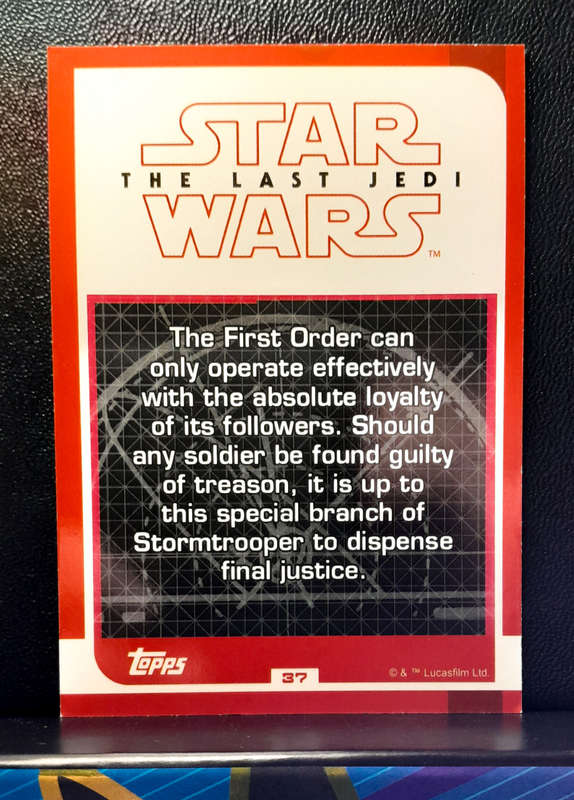 STAR
THE LAST JEDI
WARS™
The First Order can
only operate effectively
with the absolute loyalty
of its followers. Should
any soldier be found guilty
of treason, it is up to
this special branch of
Stormtrooper to dispense
final justice.
topps
37
© & ™ Lucasfilm Ltd.